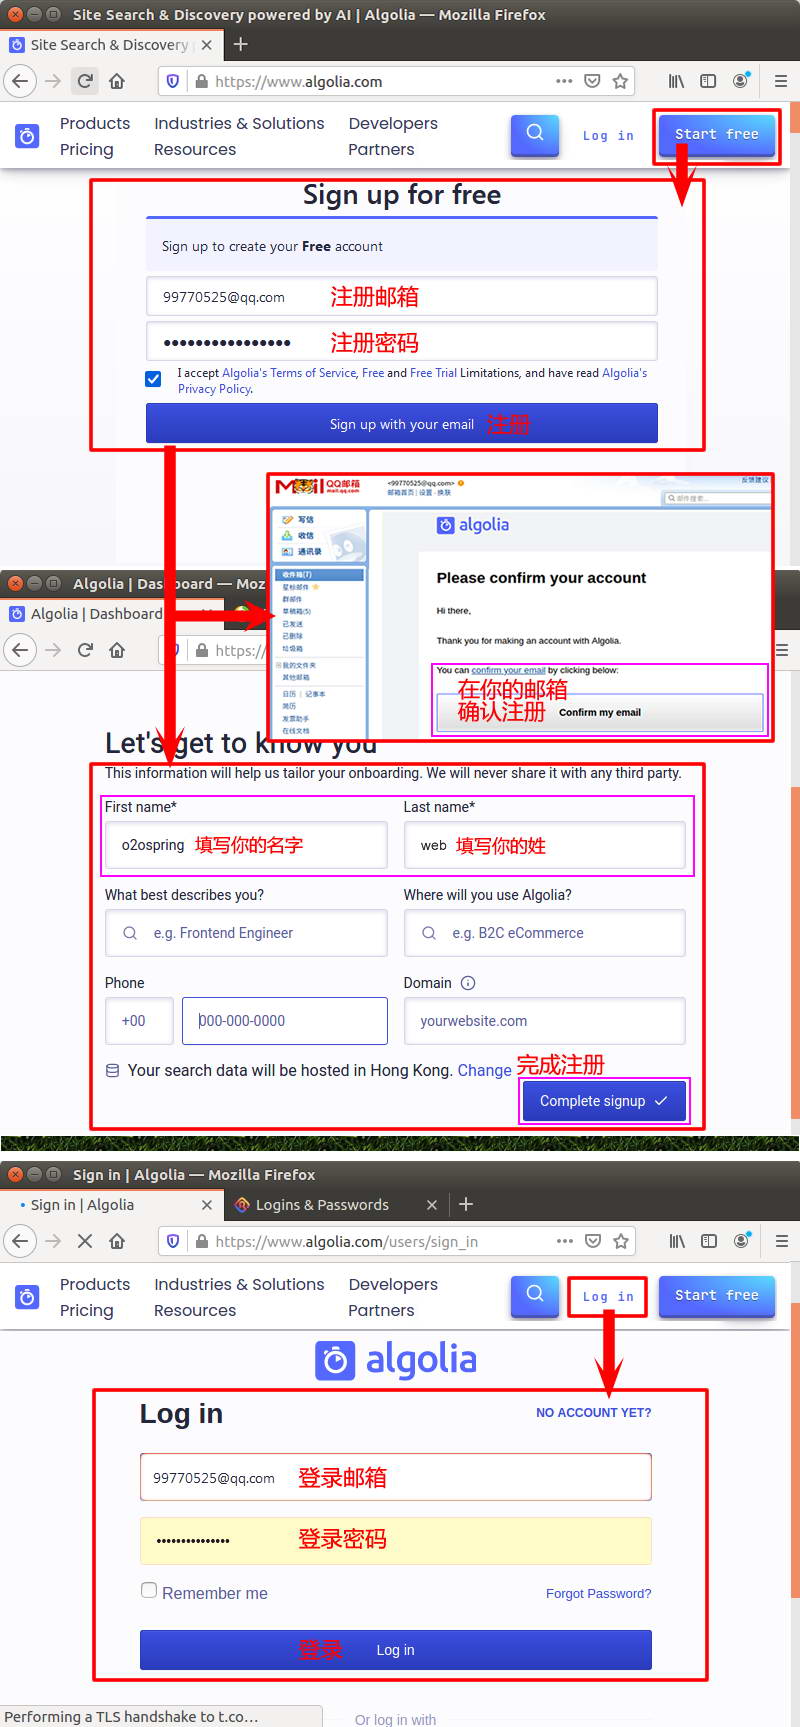 Site Search & Discovery powered by AI | Algolia — Mozilla Firefox
Site Search & Discovery
https://www.algolia.com
Products
Industries & Solutions
Developers
Pricing
Resources
Partners
Log in
Start free
Sign up for free
Sign up to create your Free account
99770525@qq.com 注册邮箱
注册密码
I accept Algolia's Terms of Service, Free and Free Trial Limitations, and have read Algolia's
Privacy Policy.
Sign up with your email 注册
Mail QQ邮箱
mail.qq.com
<99770525@qq.com>
邮箱首页 | 设置 - 换肤
反馈建议
邮件搜索...
写信
收信
通讯录
收件箱(7)
星标邮件
群邮件
草稿箱(5)
已发送
已删除
垃圾箱
我的文件夹
其他邮箱
日历 | 记事本
简历
发票助手
在线文档
algolia
Please confirm your account
Hi there,
Thank you for making an account with Algolia.
You can confirm your email by clicking below:
在你的邮箱
确认注册
Confirm my email
Algolia | Dashboard — Moz
Algolia | Dashboard
https://
Let's get to know you
This information will help us tailor your onboarding. We will never share it with any third party.
First name*
Last name*
o2ospring 填写你的名字
web 填写你的姓
What best describes you?
Where will you use Algolia?
e.g. Frontend Engineer
e.g. B2C eCommerce
Phone
Domain
+00
000-000-0000
yourwebsite.com
Your search data will be hosted in Hong Kong. Change
完成注册
Complete signup
Sign in | Algolia — Mozilla Firefox
Sign in | Algolia
Logins & Passwords
https://www.algolia.com/users/sign_in
Products
Industries & Solutions
Developers
Pricing
Resources
Partners
Log in
Start free
algolia
Log in
NO ACCOUNT YET?
99770525@qq.com 登录邮箱
登录密码
Remember me
Forgot Password?
登录 Log in
Performing a TLS handshake to t.co…
Or log in with